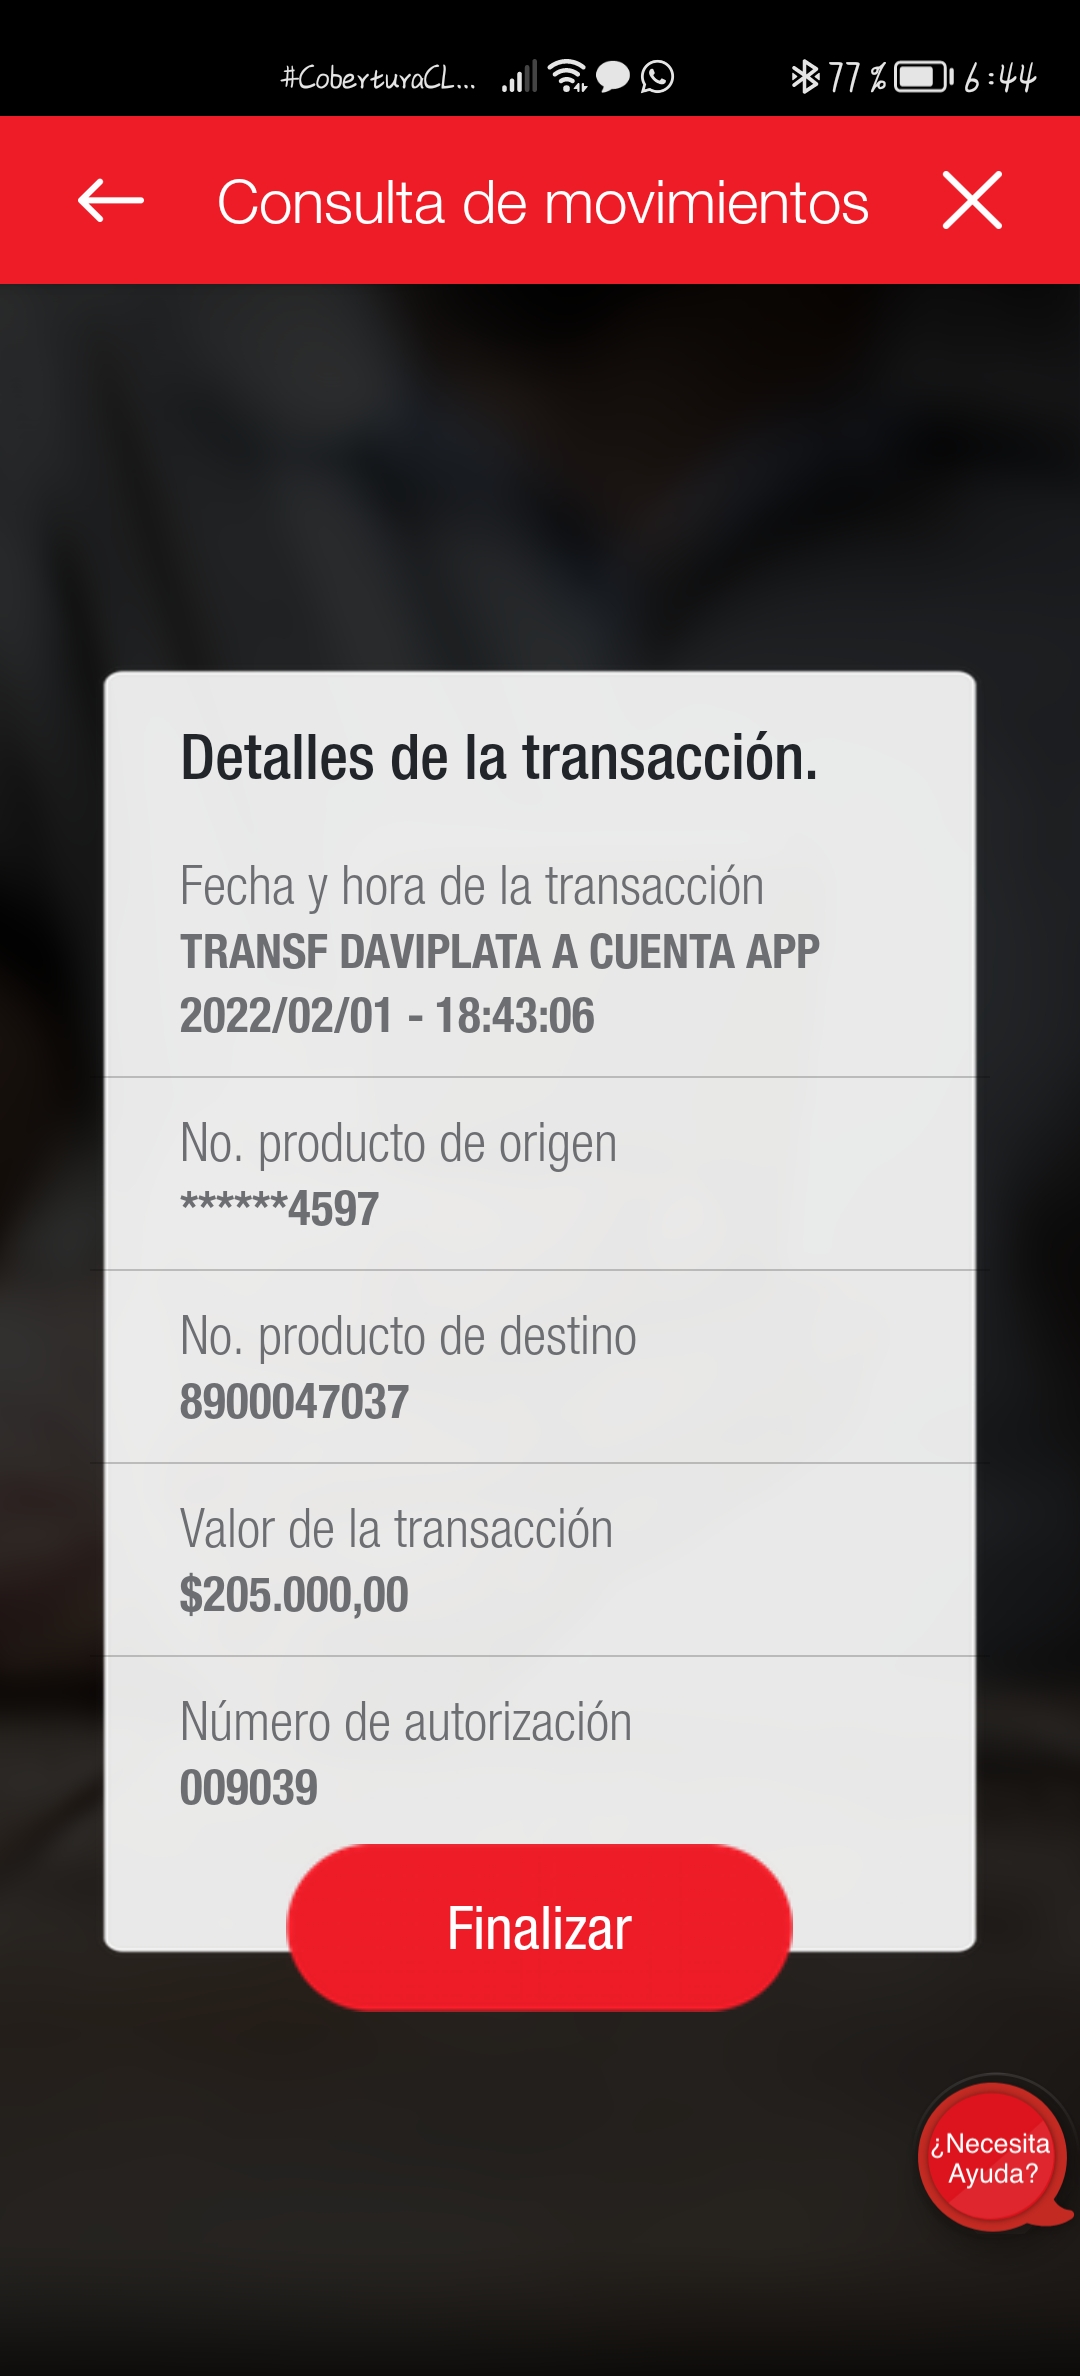 #CoberturaCL... 77 % 6:44
Consulta de movimientos
Detalles de la transacción.
Fecha y hora de la transacción
TRANSF DAVIPLATA A CUENTA APP
2022/02/01 - 18:43:06
No. producto de origen
******4597
No. producto de destino
8900047037
Valor de la transacción
$205.000,00
Número de autorización
009039
Finalizar
¿Necesita
Ayuda?